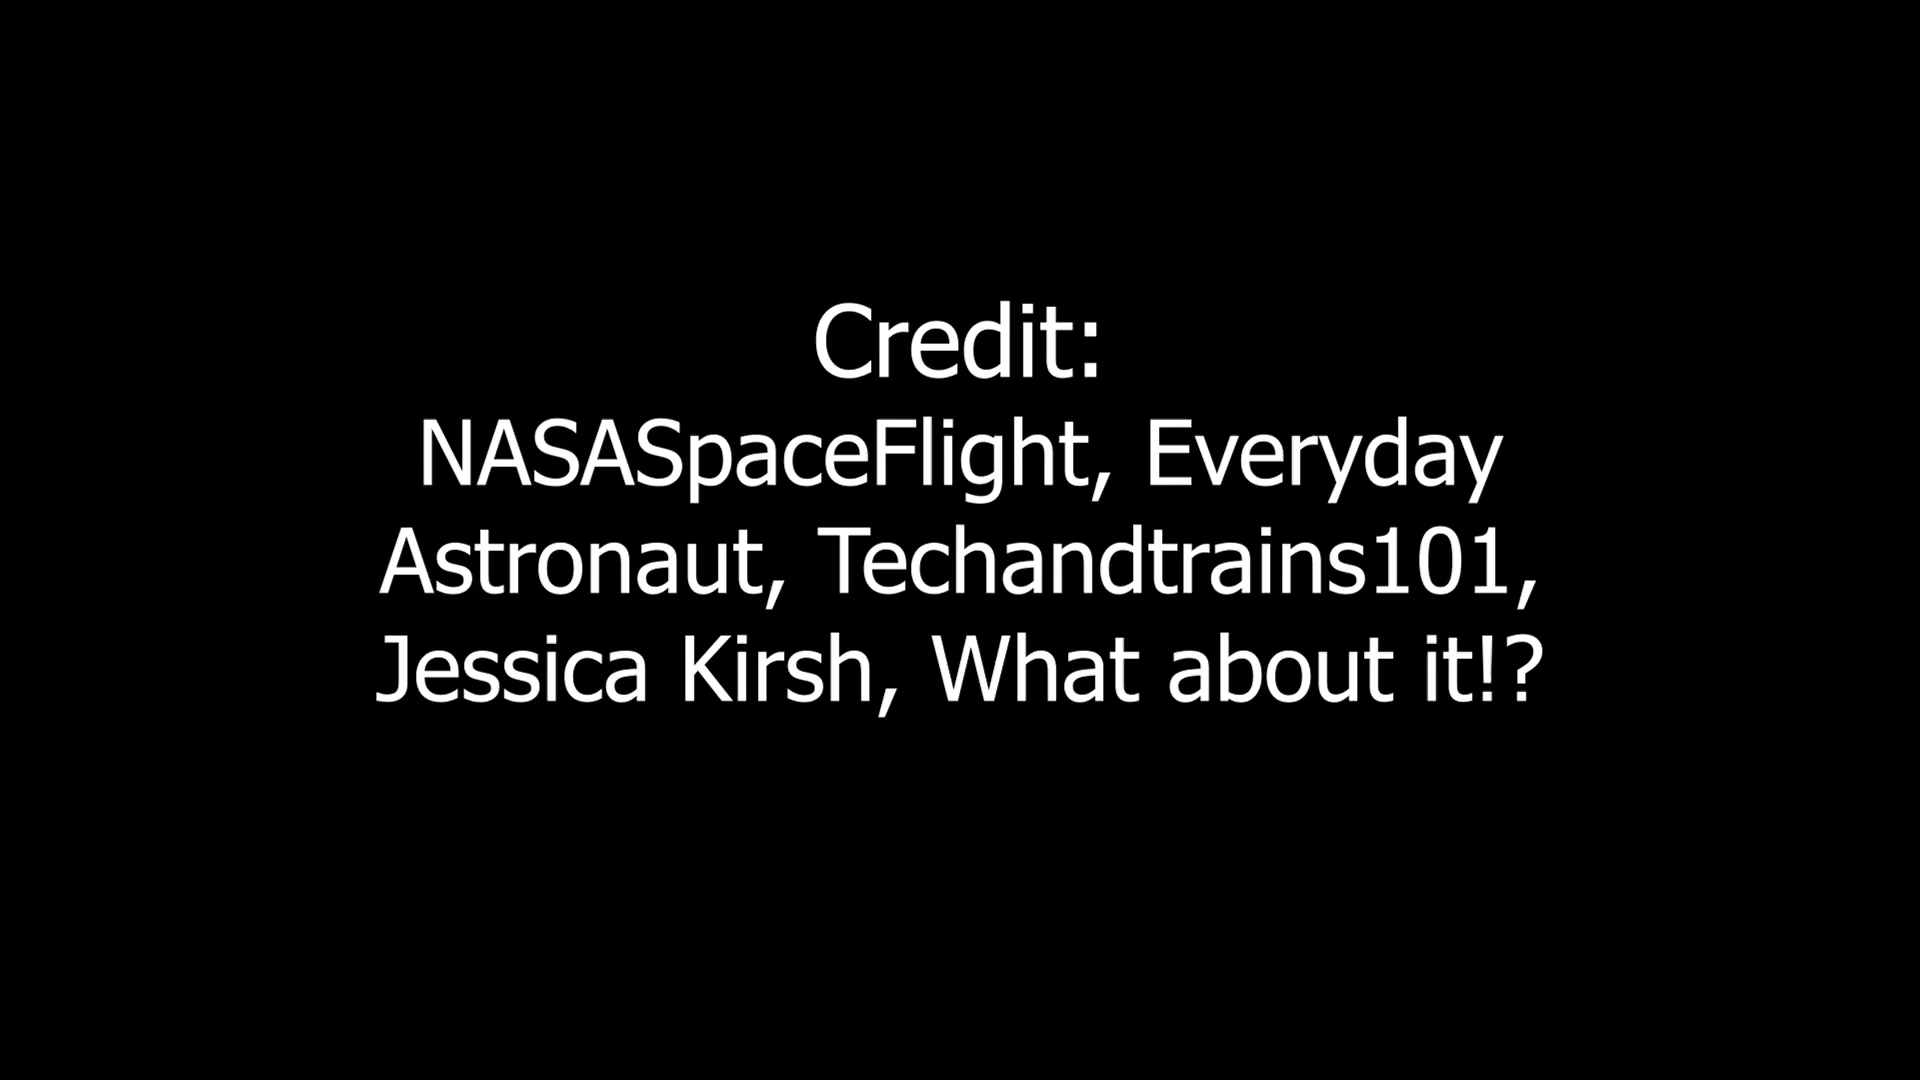 Credit:
NASASpaceFlight, Everyday
Astronaut, Techandtrains101,
Jessica Kirsh, What about it!?